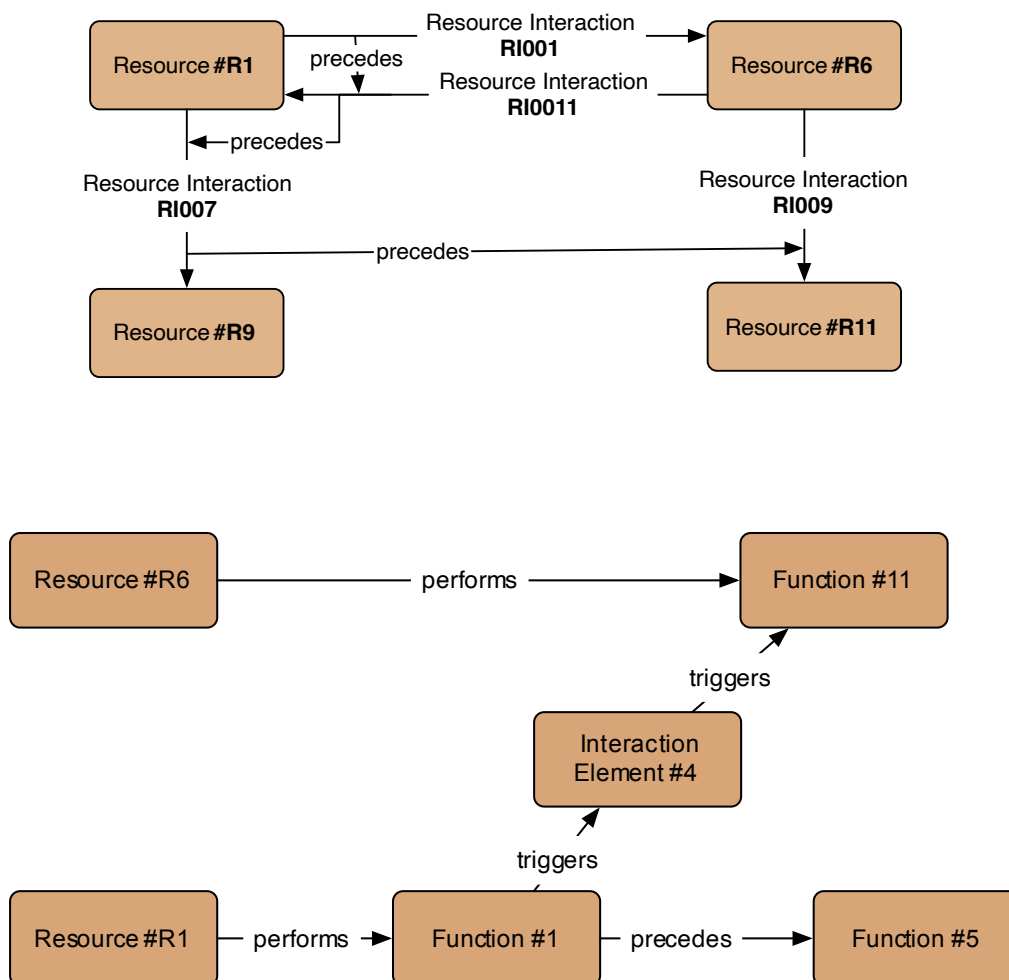 Resource Interaction
RI001
Resource #R1
precedes
Resource #R6
Resource Interaction
RI0011
precedes
Resource Interaction
RI007
Resource Interaction
RI009
precedes
Resource #R9
Resource #R11
Resource #R6
performs
Function #11
triggers
Interaction
Element #4
triggers
Resource #R1
performs
Function #1
precedes
Function #5